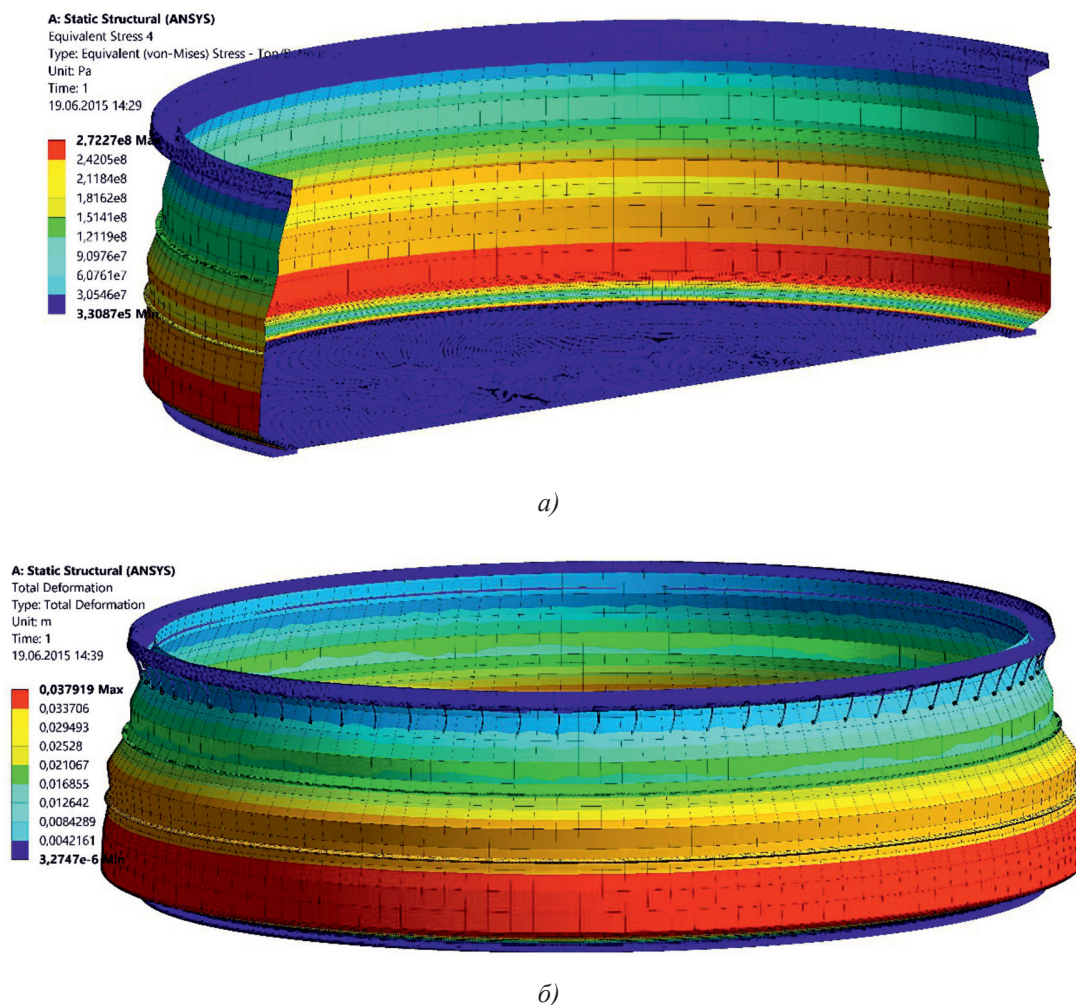 A: Static Structural (ANSYS)
Equivalent Stress 4
Type: Equivalent (von-Mises) Stress - Top/
Unit: Pa
Time: 1
19.06.2015 14:29
2,7227e8 Max
2,4205e8
2,1184e8
1,8162e8
1,5141e8
1,2119e8
9,0976e7
6,0761e7
3,0546e7
3,3087e5 Min
а)
A: Static Structural (ANSYS)
Total Deformation
Type: Total Deformation
Unit: m
Time: 1
19.06.2015 14:39
0,037919 Max
0,033706
0,029493
0,02528
0,021067
0,016855
0,012642
0,0084289
0,0042161
3,2747e-6 Min
б)